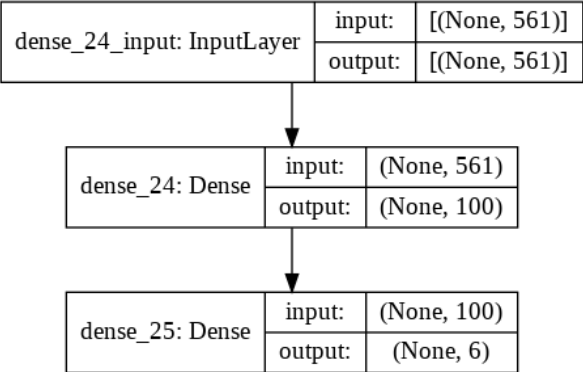 dense_24_input: InputLayer
input: [(None, 561)]
output: [(None, 561)]
dense_24: Dense
input: (None, 561)
output: (None, 100)
dense_25: Dense
input: (None, 100)
output: (None, 6)